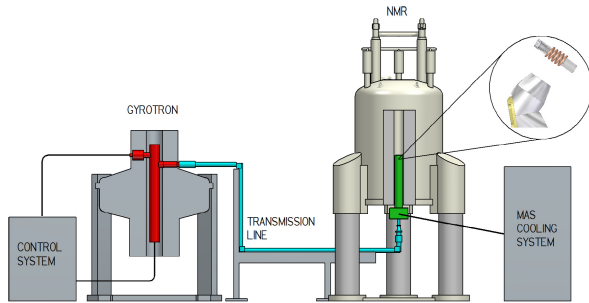 NMR
GYROTRON
TRANSMISSION
LINE
CONTROL
SYSTEM
MAS
COOLING
SYSTEM